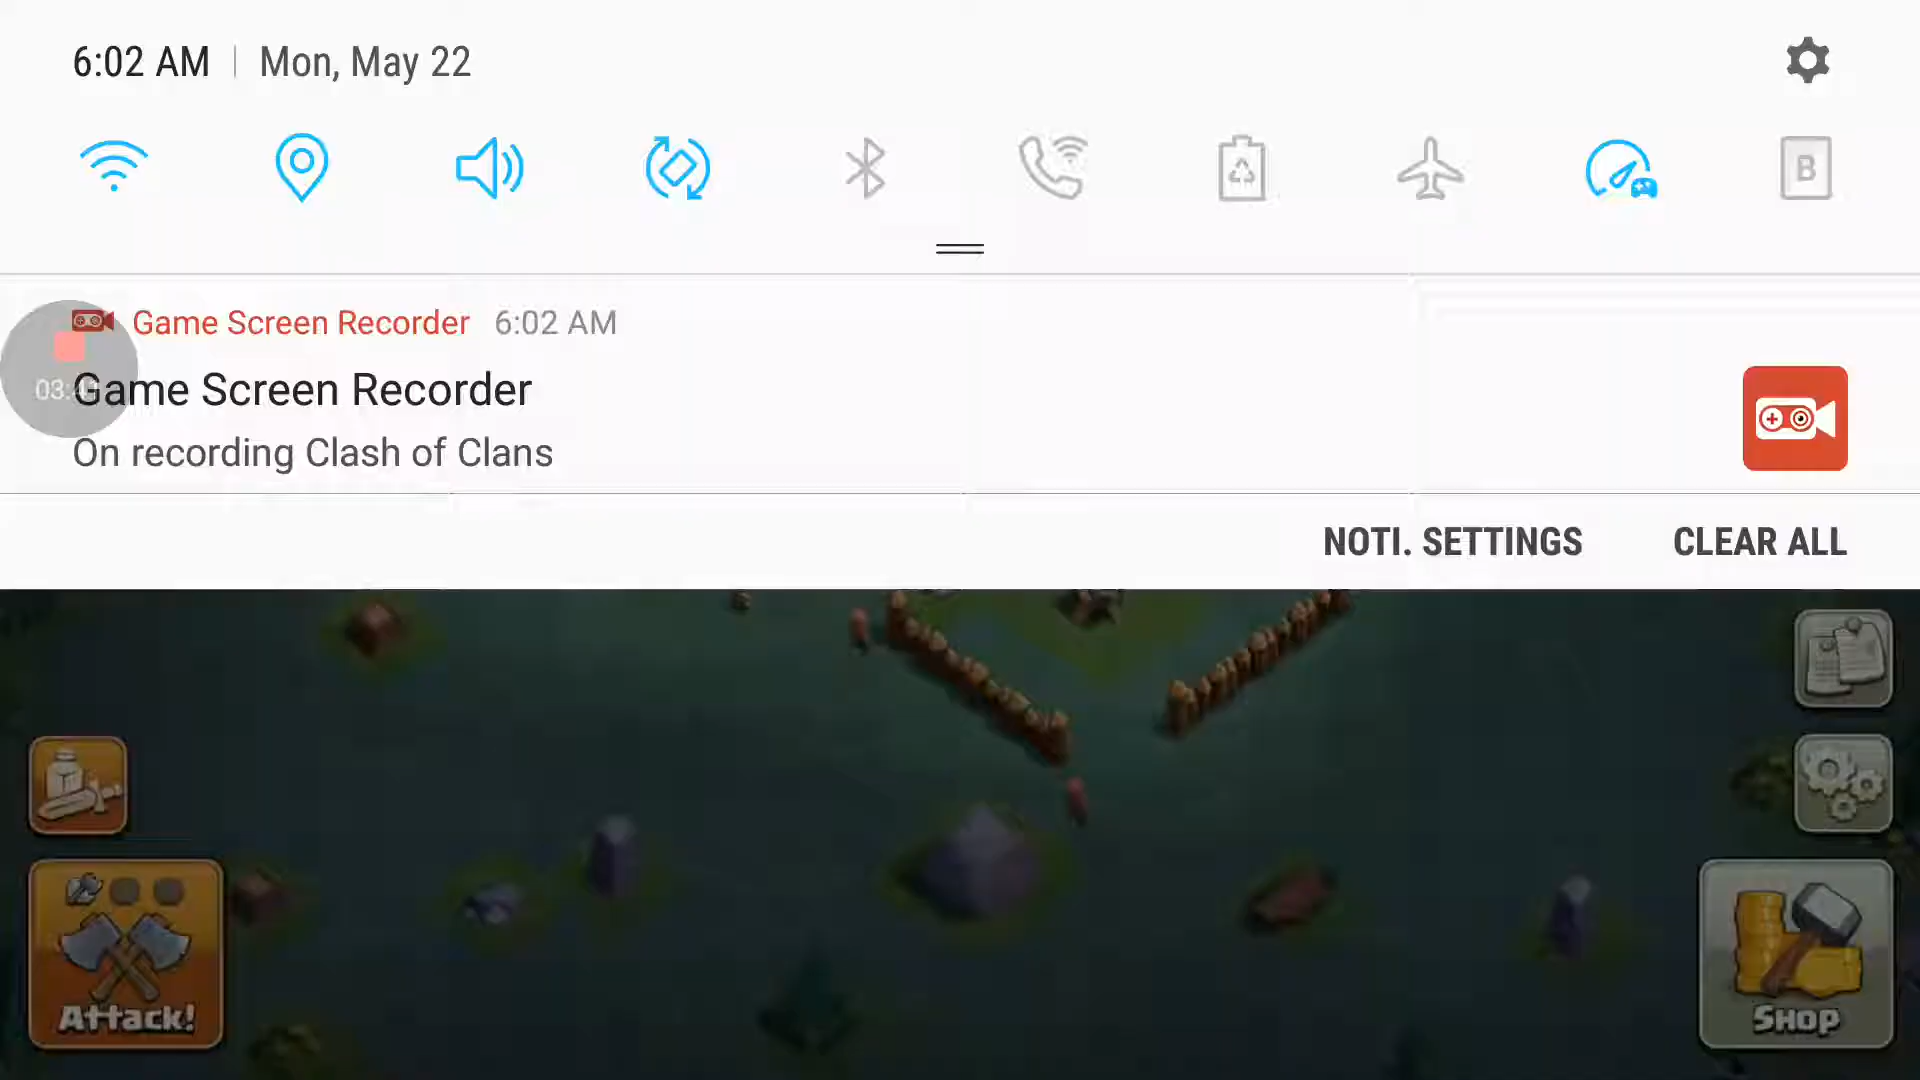 6:02 AM | Mon, May 22
B
Game Screen Recorder 6:02 AM
Game Screen Recorder
On recording Clash of Clans
NOTI. SETTINGS CLEAR ALL
Attack!
Shop